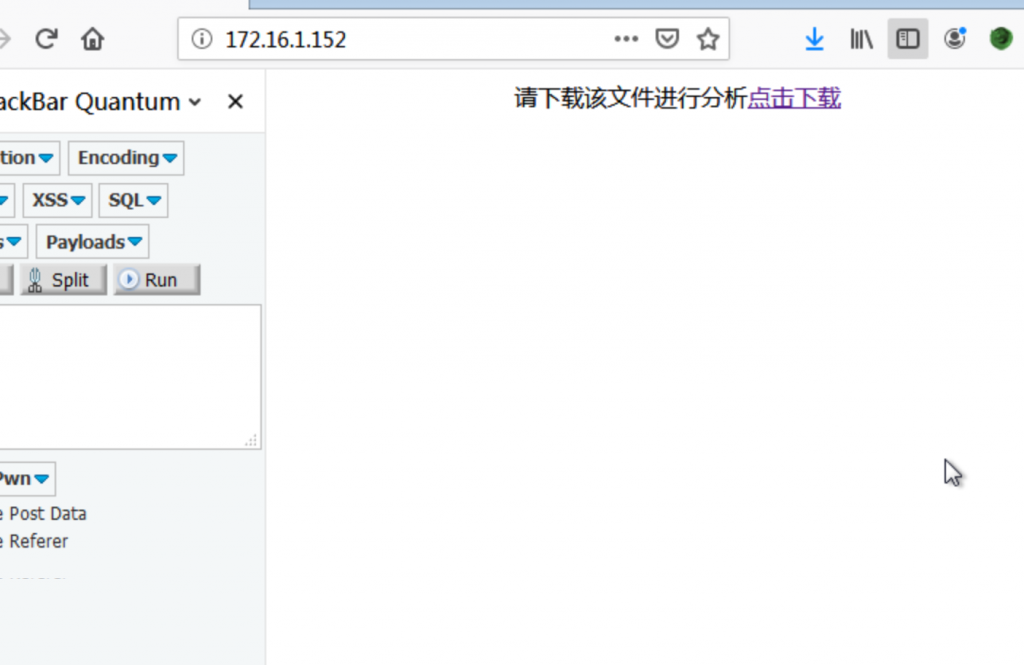 172.16.1.152
ackBar Quantum
请下载该文件进行分析点击下载
tion Encoding
XSS SQL
s Payloads
Split Run
Pwn
e Post Data
e Referer